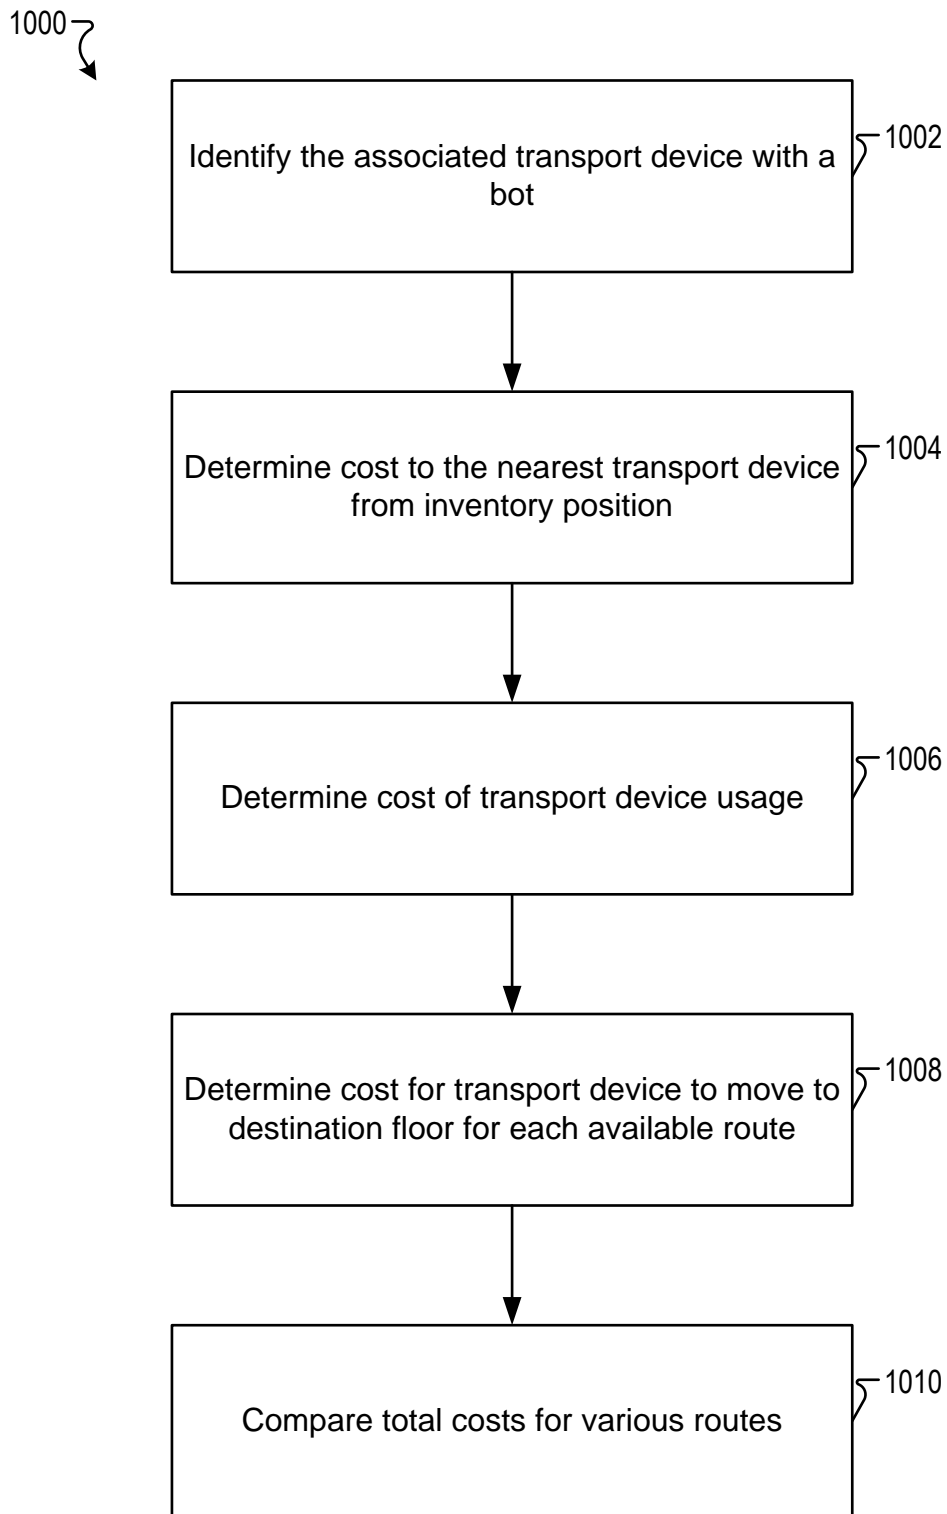 1000
Identify the associated transport device with a
bot
1002
Determine cost to the nearest transport device
from inventory position
1004
Determine cost of transport device usage
1006
Determine cost for transport device to move to
destination floor for each available route
1008
Compare total costs for various routes
1010